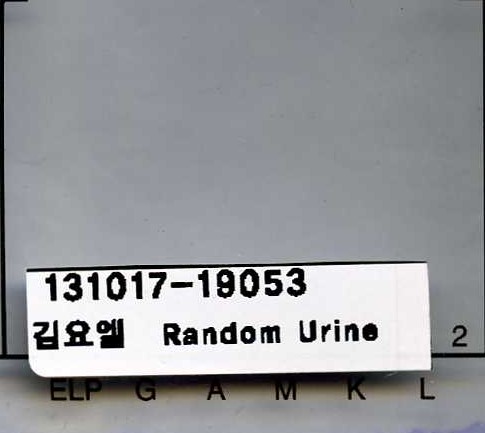 131017-19053
김요엘 Random Urine
2
ELP G A M K L